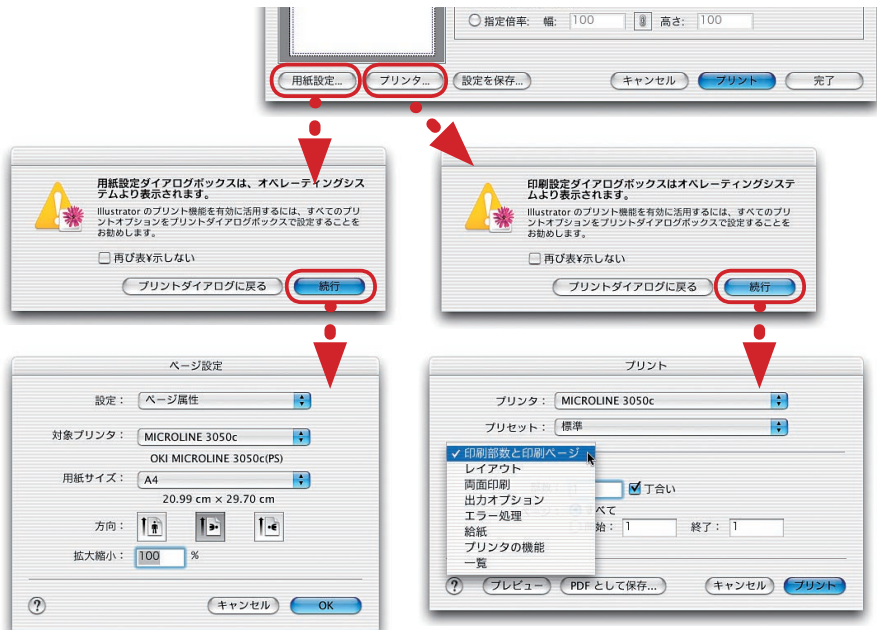 指定倍率: 幅: 100 高さ: 100
用紙設定... プリンタ... 設定を保存... キャンセル プリント 完了
用紙設定ダイアログボックスは、オペレーティングシス
テムより表示されます。
Illustrator のプリント機能を有効に活用するには、すべてのプリ
ントオプションをプリントダイアログボックスで設定することを
お勧めします。
再び表¥示しない
プリントダイアログに戻る 続行
印刷設定ダイアログボックスはオペレーティングシステ
ムより表示されます。
Illustrator のプリント機能を有効に活用するには、すべてのプリ
ントオプションをプリントダイアログボックスで設定することを
お勧めします。
再び表¥示しない
プリントダイアログに戻る 続行
ページ設定
設定： ページ属性
対象プリンタ： MICROLINE 3050c
OKI MICROLINE 3050c(PS)
用紙サイズ： A4
20.99 cm × 29.70 cm
方向：
拡大縮小： 100 %
? キャンセル OK
プリント
プリンタ： MICROLINE 3050c
プリセット： 標準
✓ 印刷部数と印刷ページ
レイアウト
両面印刷
出力オプション
エラー処理
給紙
プリンタの機能
一覧
丁合い
べて
始： 1 終了： 1
? プレビュー PDF として保存... キャンセル プリント